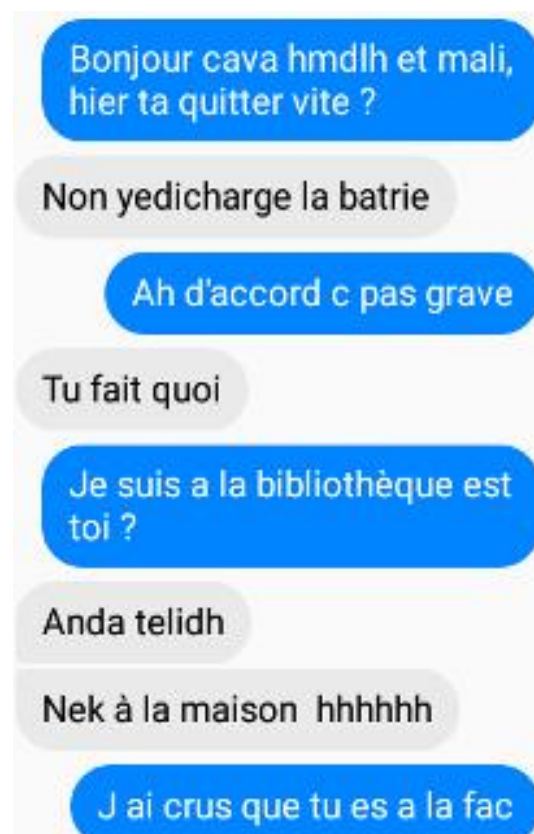 Bonjour cava hmdlh et mali,
hier ta quitter vite ?
Non yedicharge la batrie
Ah d'accord c pas grave
Tu fait quoi
Je suis a la bibliothèque est
toi ?
Anda telidh
Nek à la maison hhhhhh
J ai crus que tu es a la fac